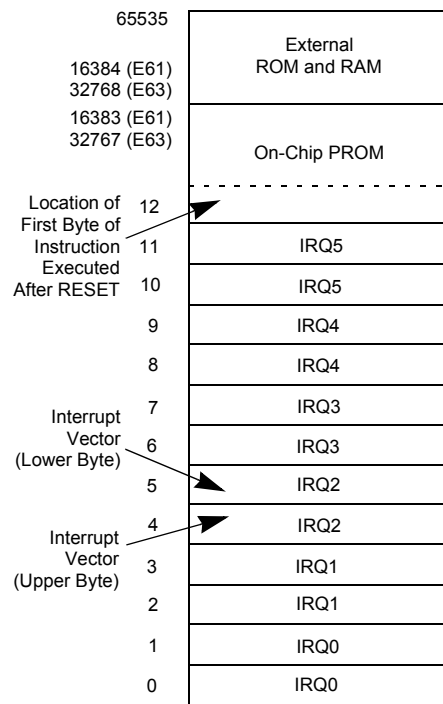 65535
External
ROM and RAM
16384 (E61)
32768 (E63)
16383 (E61)
32767 (E63)
On-Chip PROM
Location of
First Byte of
Instruction
Executed
After RESET
12
11 IRQ5
10 IRQ5
9 IRQ4
8 IRQ4
7 IRQ3
Interrupt
Vector
(Lower Byte)
6 IRQ3
5 IRQ2
4 IRQ2
Interrupt
Vector
(Upper Byte)
3 IRQ1
2 IRQ1
1 IRQ0
0 IRQ0